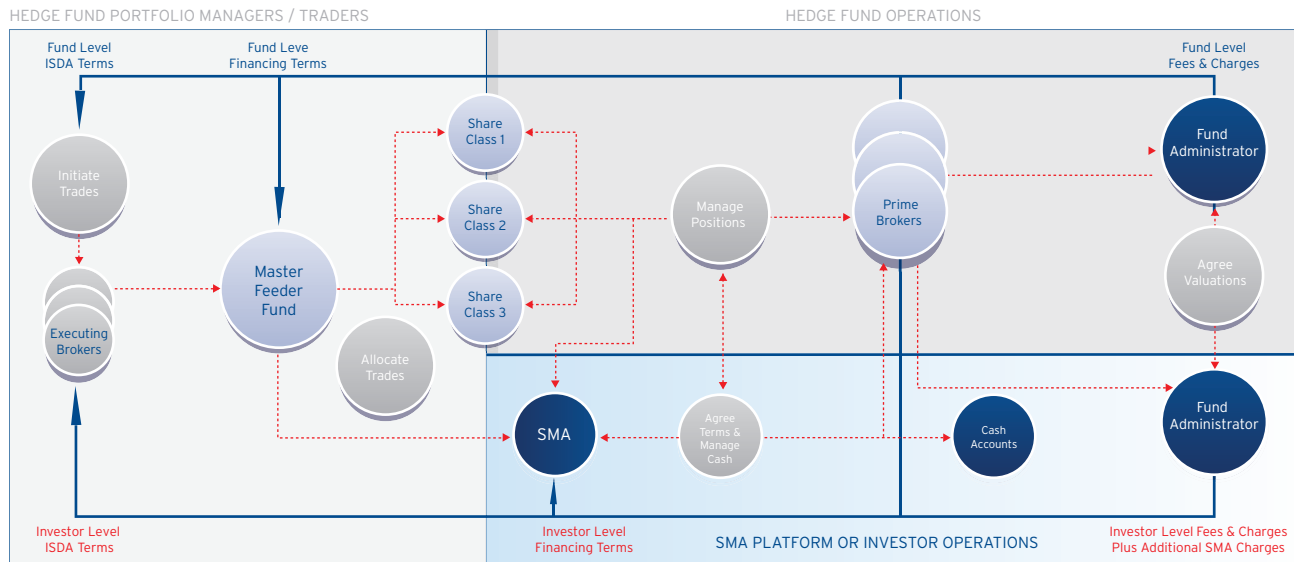 HEDGE FUND PORTFOLIO MANAGERS / TRADERS
HEDGE FUND OPERATIONS
Fund Level
ISDA Terms
Fund Leve
Financing Terms
Fund Level
Fees & Charges
Initiate
Trades
Share
Class 1
Share
Class 2
Share
Class 3
Manage
Positions
Prime
Brokers
Fund
Administrator
Master
Feeder
Fund
Agree
Valuations
Executing
Brokers
Allocate
Trades
SMA
Agree
Terms &
Manage
Cash
Cash
Accounts
Fund
Administrator
Investor Level
ISDA Terms
Investor Level
Financing Terms
SMA PLATFORM OR INVESTOR OPERATIONS
Investor Level Fees & Charges
Plus Additional SMA Charges